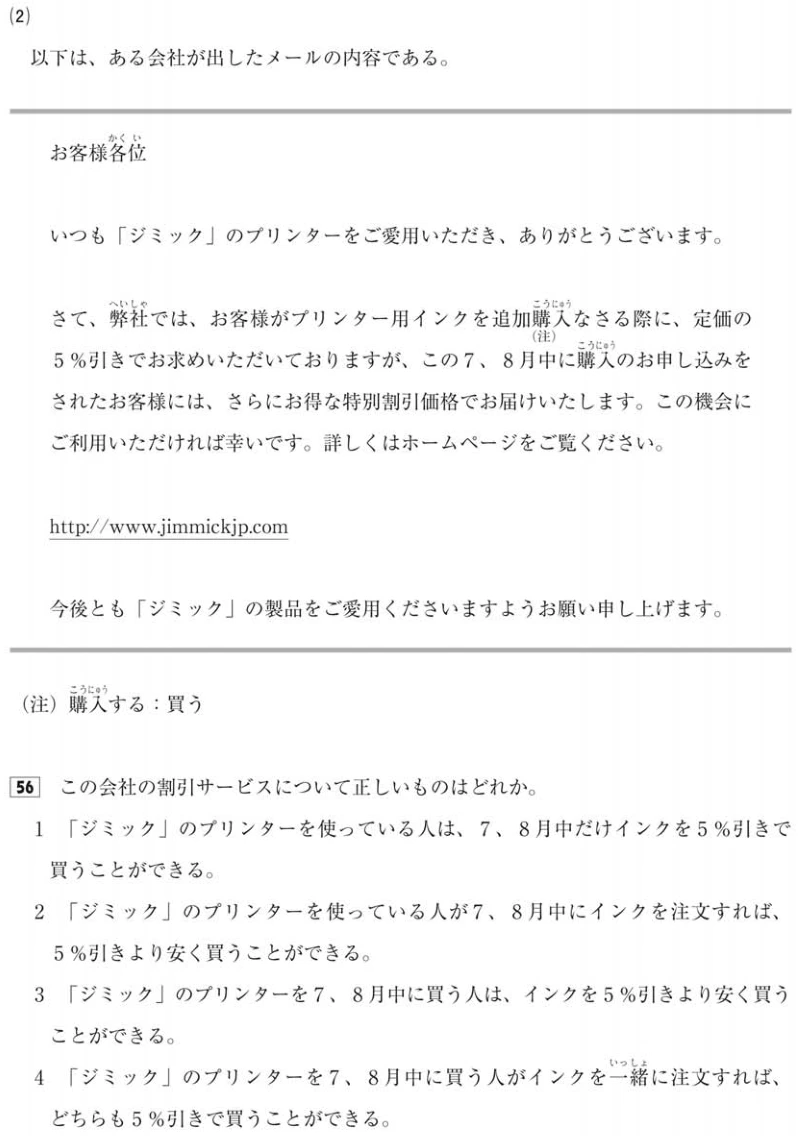 (2)
以下は、ある会社が出したメールの内容である。
かくい
お客様各位
いつも「ジミック」のプリンターをご愛用いただき、ありがとうございます。
へいしゃ こうにゅう
さて、弊社では、お客様がプリンター用インクを追加購入なさる際に、定価の
(注) こうにゅう
5%引きでお求めいただいておりますが、この7、8月中に購入のお申し込みを
されたお客様には、さらにお得な特別割引価格でお届けいたします。この機会に
ご利用いただければ幸いです。詳しくはホームページをご覧ください。
http://www.jimmickjp.com
今後とも「ジミック」の製品をご愛用くださいますようお願い申し上げます。
こうにゅう
(注)購入する:買う
56 この会社の割引サービスについて正しいものはどれか。
1 「ジミック」のプリンターを使っている人は、7、8月中だけインクを5%引きで
買うことができる。
2 「ジミック」のプリンターを使っている人が7、8月中にインクを注文すれば、
5%引きより安く買うことができる。
3 「ジミック」のプリンターを7、8月中に買う人は、インクを5%引きより安く買う
ことができる。
いっしょ
4 「ジミック」のプリンターを7、8月中に買う人がインクを一緒に注文すれば、
どちらも5%引きで買うことができる。